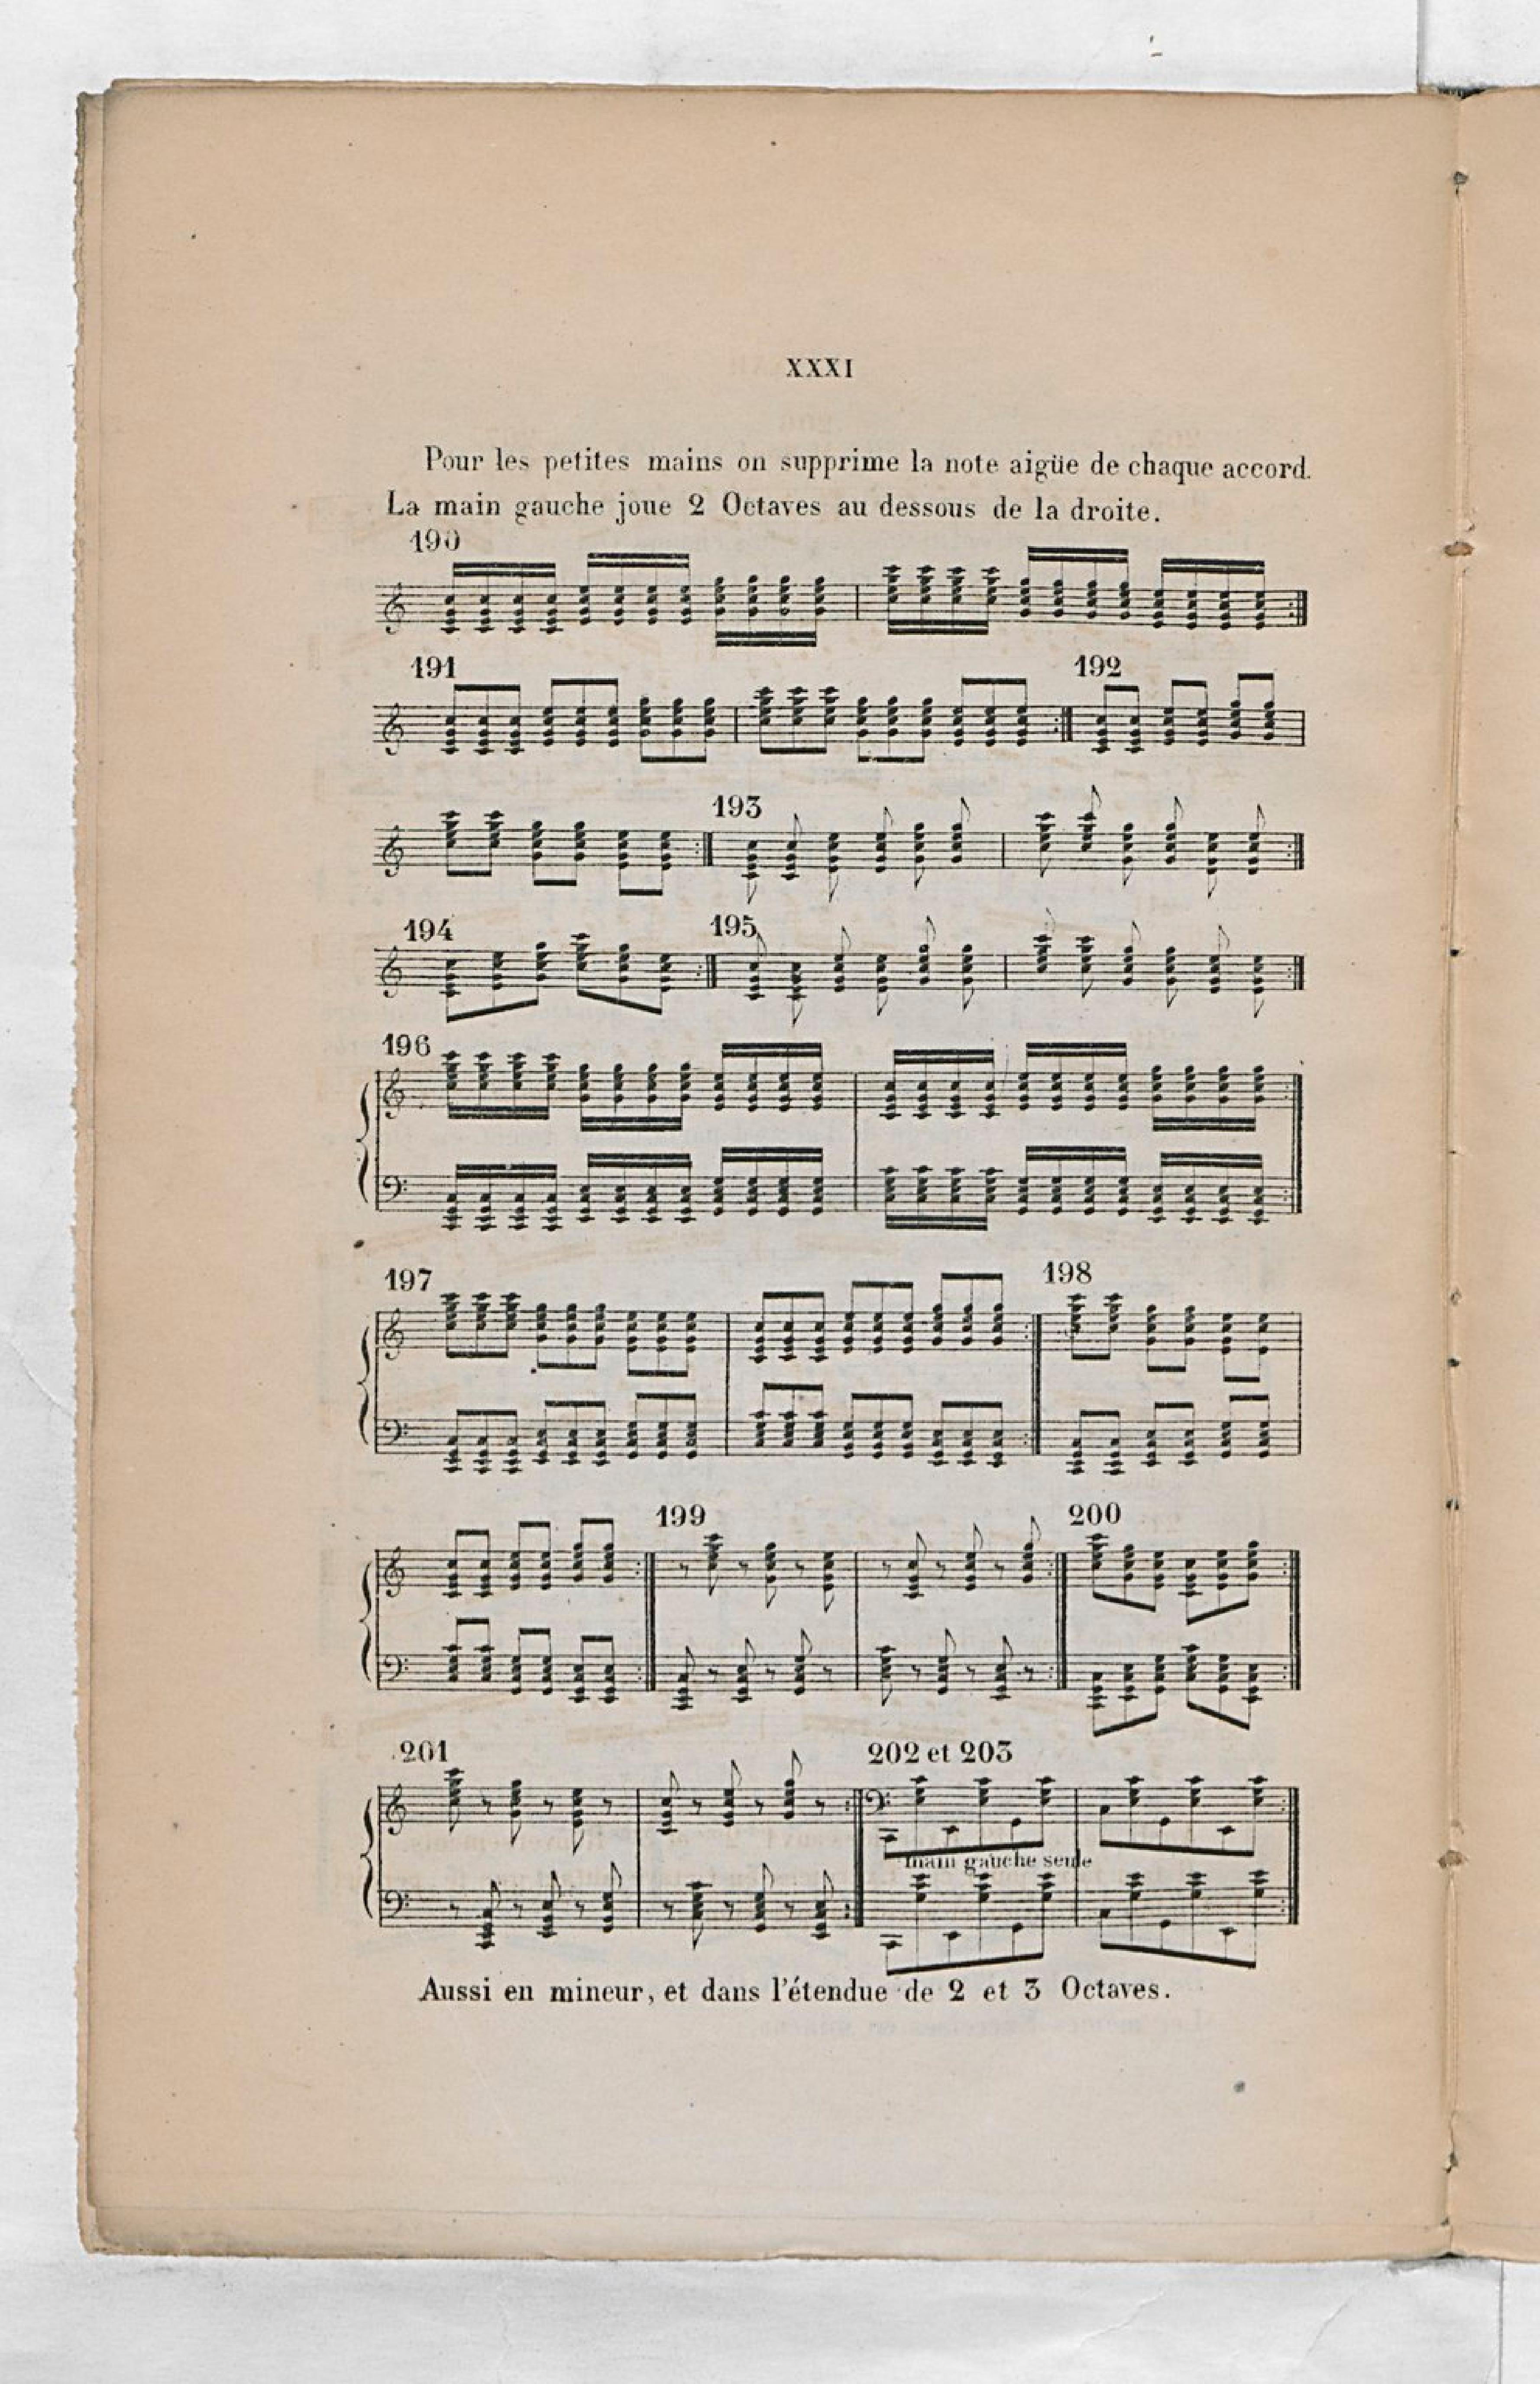 XXXI
Pour les petites mains on supprime la note aigüe de chaque accord.
La main gauche joue 2 Octaves au dessous de la droite.
190
191
192
193
194
195
196
197
198
199
200
201
202 et 203
main gauche seule
Aussi en mineur, et dans l'étendue de 2 et 3 Octaves.